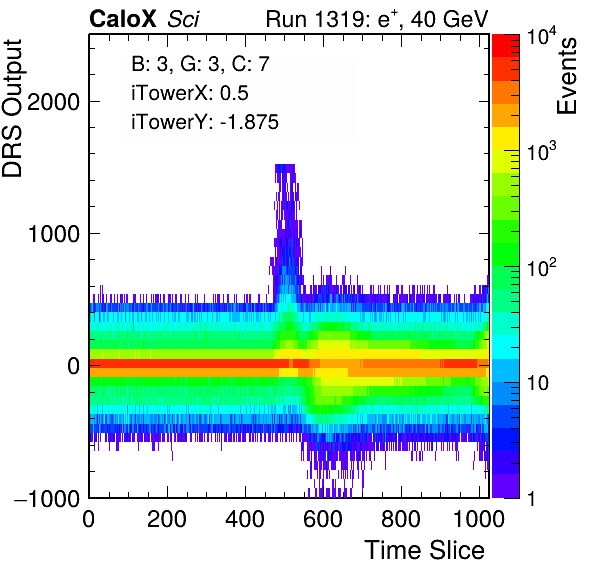 CaloX Sci
Run 1319: e⁺, 40 GeV
B: 3, G: 3, C: 7
iTowerX: 0.5
iTowerY: -1.875
DRS Output
2000
1000
0
−1000
0 200 400 600 800 1000
Time Slice
10⁴
10³
10²
10
1
Events